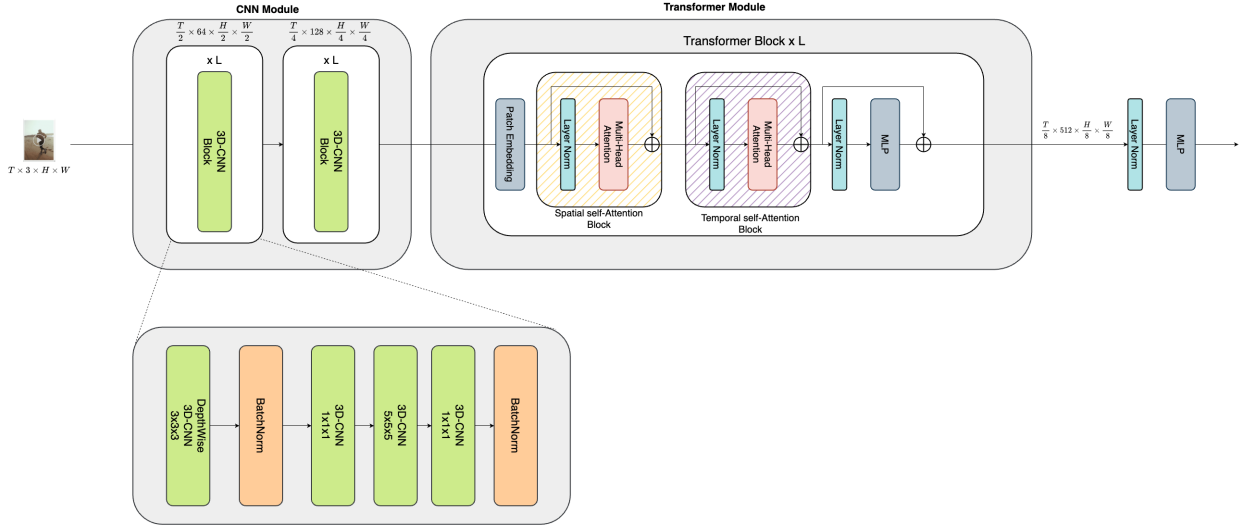 CNN Module
T/2 × 64 × H/2 × W/2
T/4 × 128 × H/4 × W/4
x L
x L
3D-CNN
Block
3D-CNN
Block
T × 3 × H × W
Transformer Module
Transformer Block x L
Patch Embedding
Layer Norm
Multi-Head
Attention
Spatial self-Attention
Block
Layer Norm
Multi-Head
Attention
Temporal self-Attention
Block
Layer Norm
MLP
T/8 × 512 × H/8 × W/8
Layer Norm
MLP
DepthWise
3D-CNN
3x3x3
BatchNorm
3D-CNN
1x1x1
3D-CNN
5x5x5
3D-CNN
1x1x1
BatchNorm